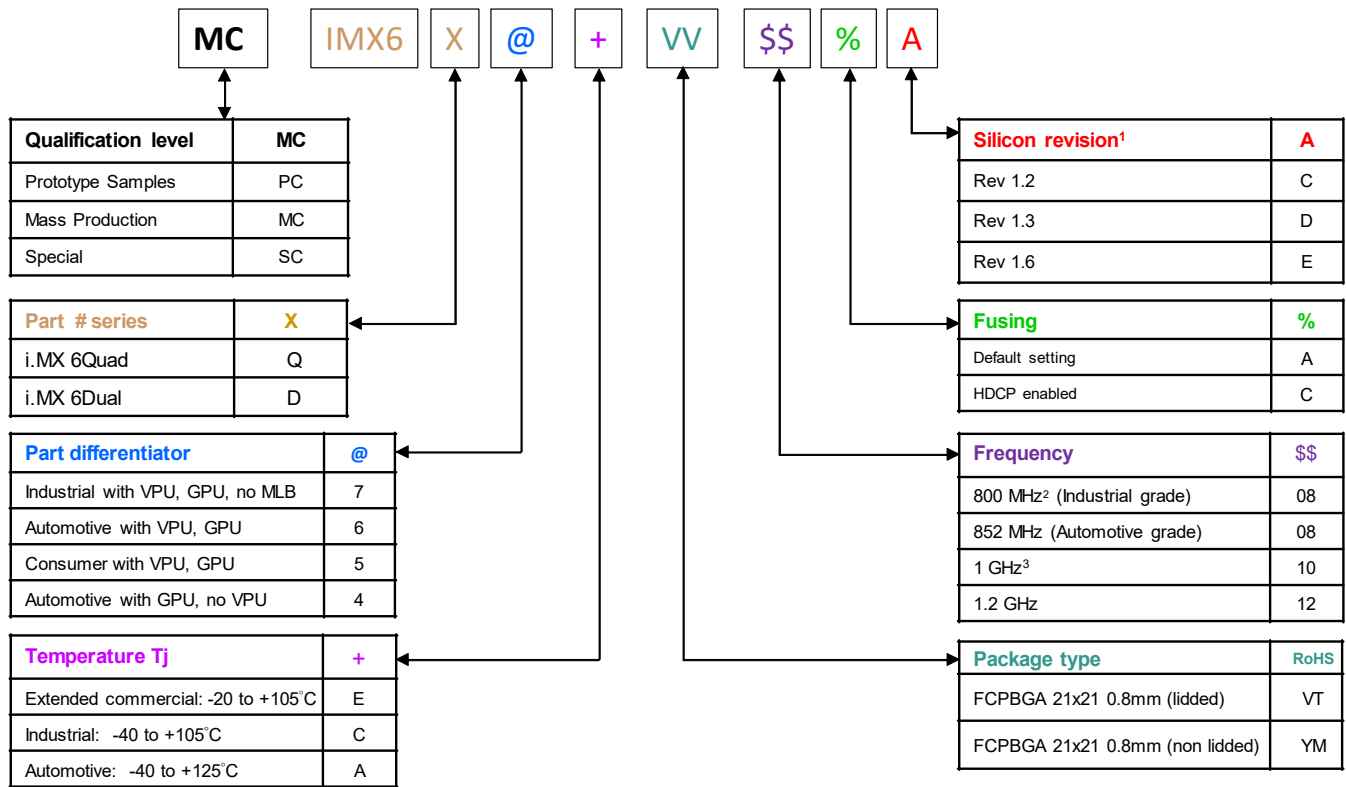 MC IMX6 X @ + VV $$ % A
Qualification level MC
Prototype Samples PC
Mass Production MC
Special SC
Part # series X
i.MX 6Quad Q
i.MX 6Dual D
Part differentiator @
Industrial with VPU, GPU, no MLB 7
Automotive with VPU, GPU 6
Consumer with VPU, GPU 5
Automotive with GPU, no VPU 4
Temperature Tj +
Extended commercial: -20 to +105°C E
Industrial: -40 to +105°C C
Automotive: -40 to +125°C A
Silicon revision¹ A
Rev 1.2 C
Rev 1.3 D
Rev 1.6 E
Fusing %
Default setting A
HDCP enabled C
Frequency $$
800 MHz² (Industrial grade) 08
852 MHz (Automotive grade) 08
1 GHz³ 10
1.2 GHz 12
Package type RoHS
FCPBGA 21x21 0.8mm (lidded) VT
FCPBGA 21x21 0.8mm (non lidded) YM